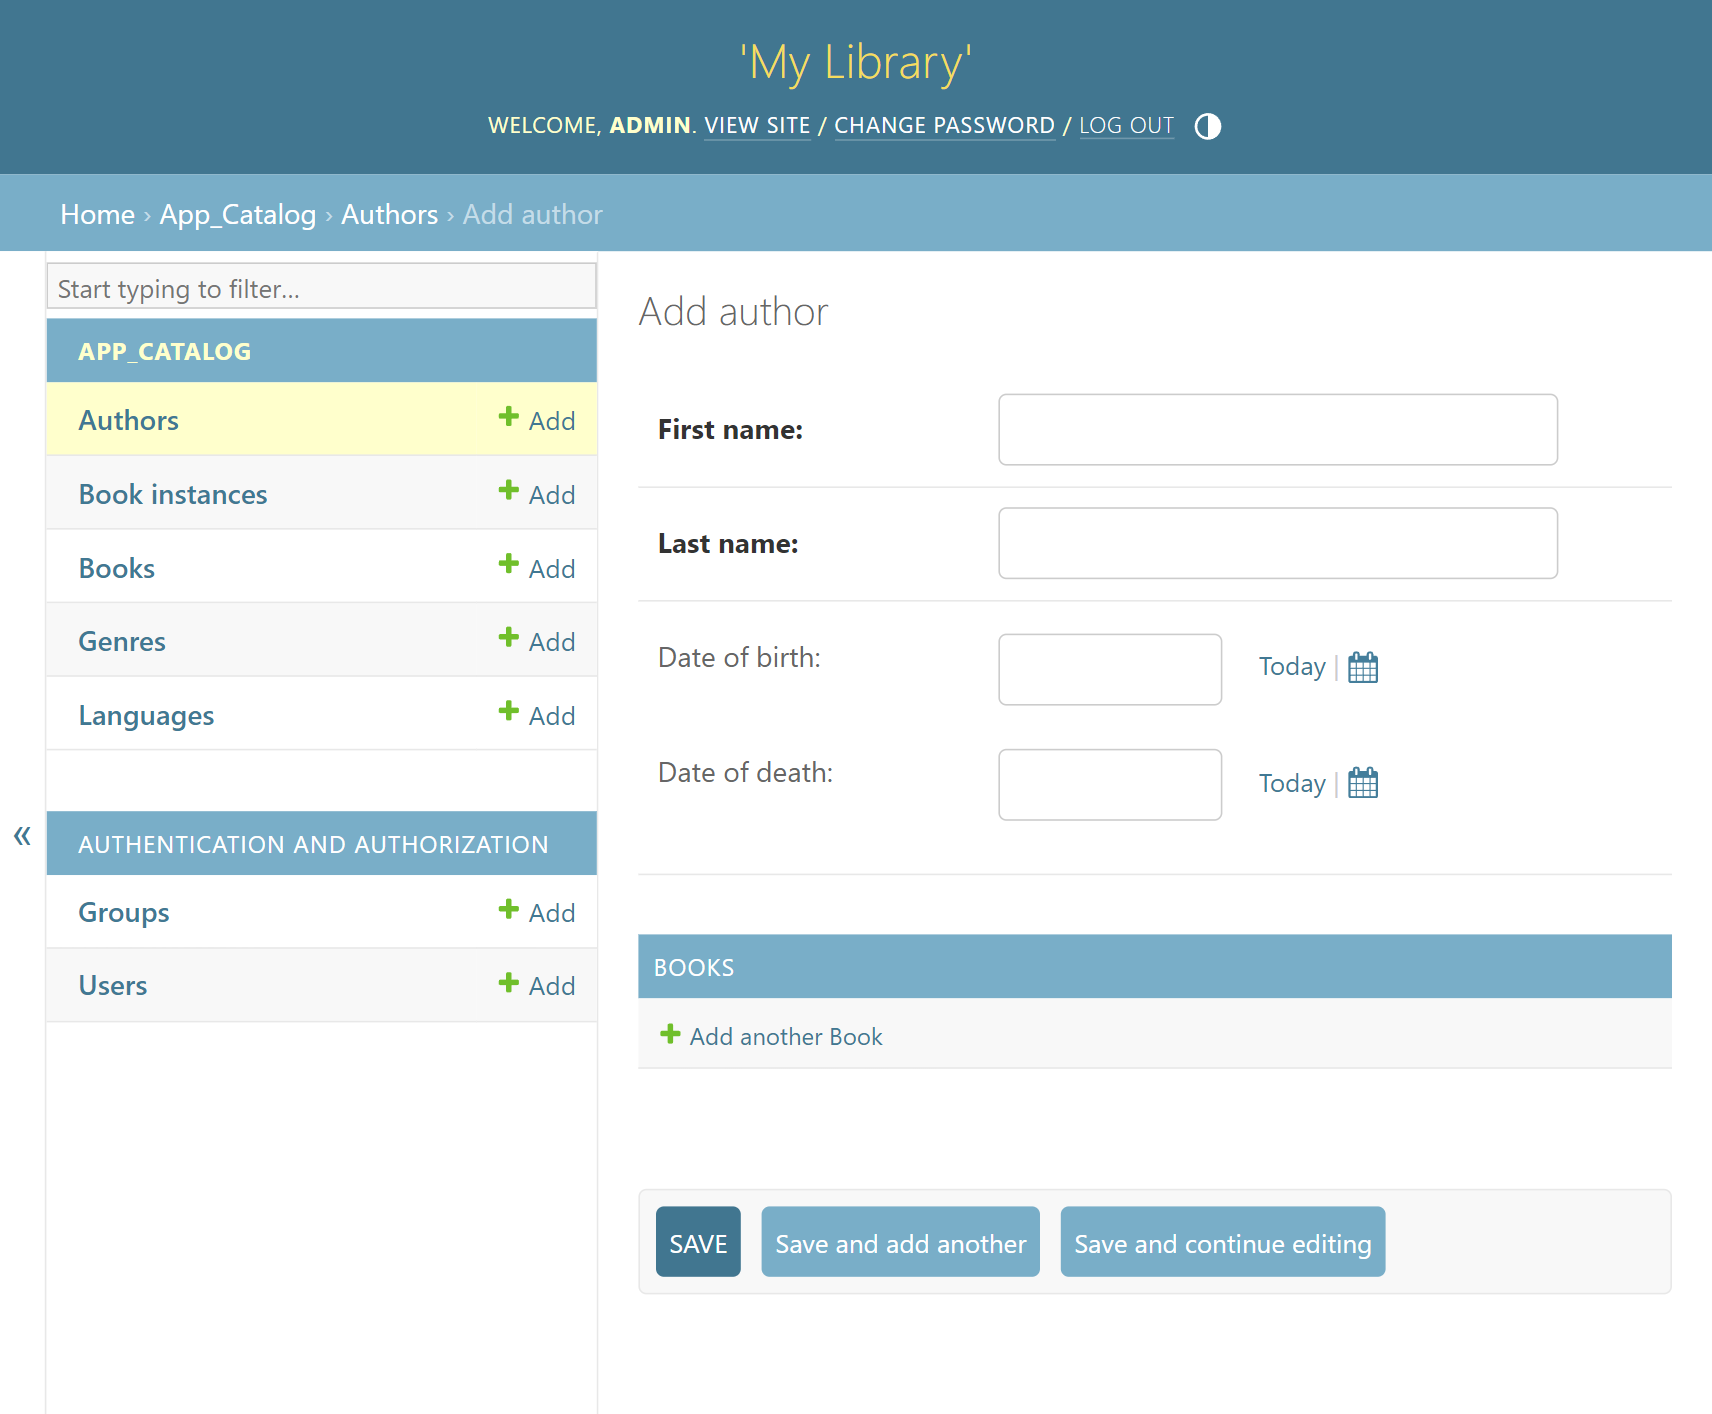 'My Library'
WELCOME, ADMIN. VIEW SITE / CHANGE PASSWORD / LOG OUT
Home › App_Catalog › Authors › Add author
Start typing to filter...
APP_CATALOG
Authors Add
Book instances Add
Books Add
Genres Add
Languages Add
«
AUTHENTICATION AND AUTHORIZATION
Groups Add
Users Add
Add author
First name:
Last name:
Date of birth:
Today |
Date of death:
Today |
BOOKS
Add another Book
SAVE
Save and add another
Save and continue editing